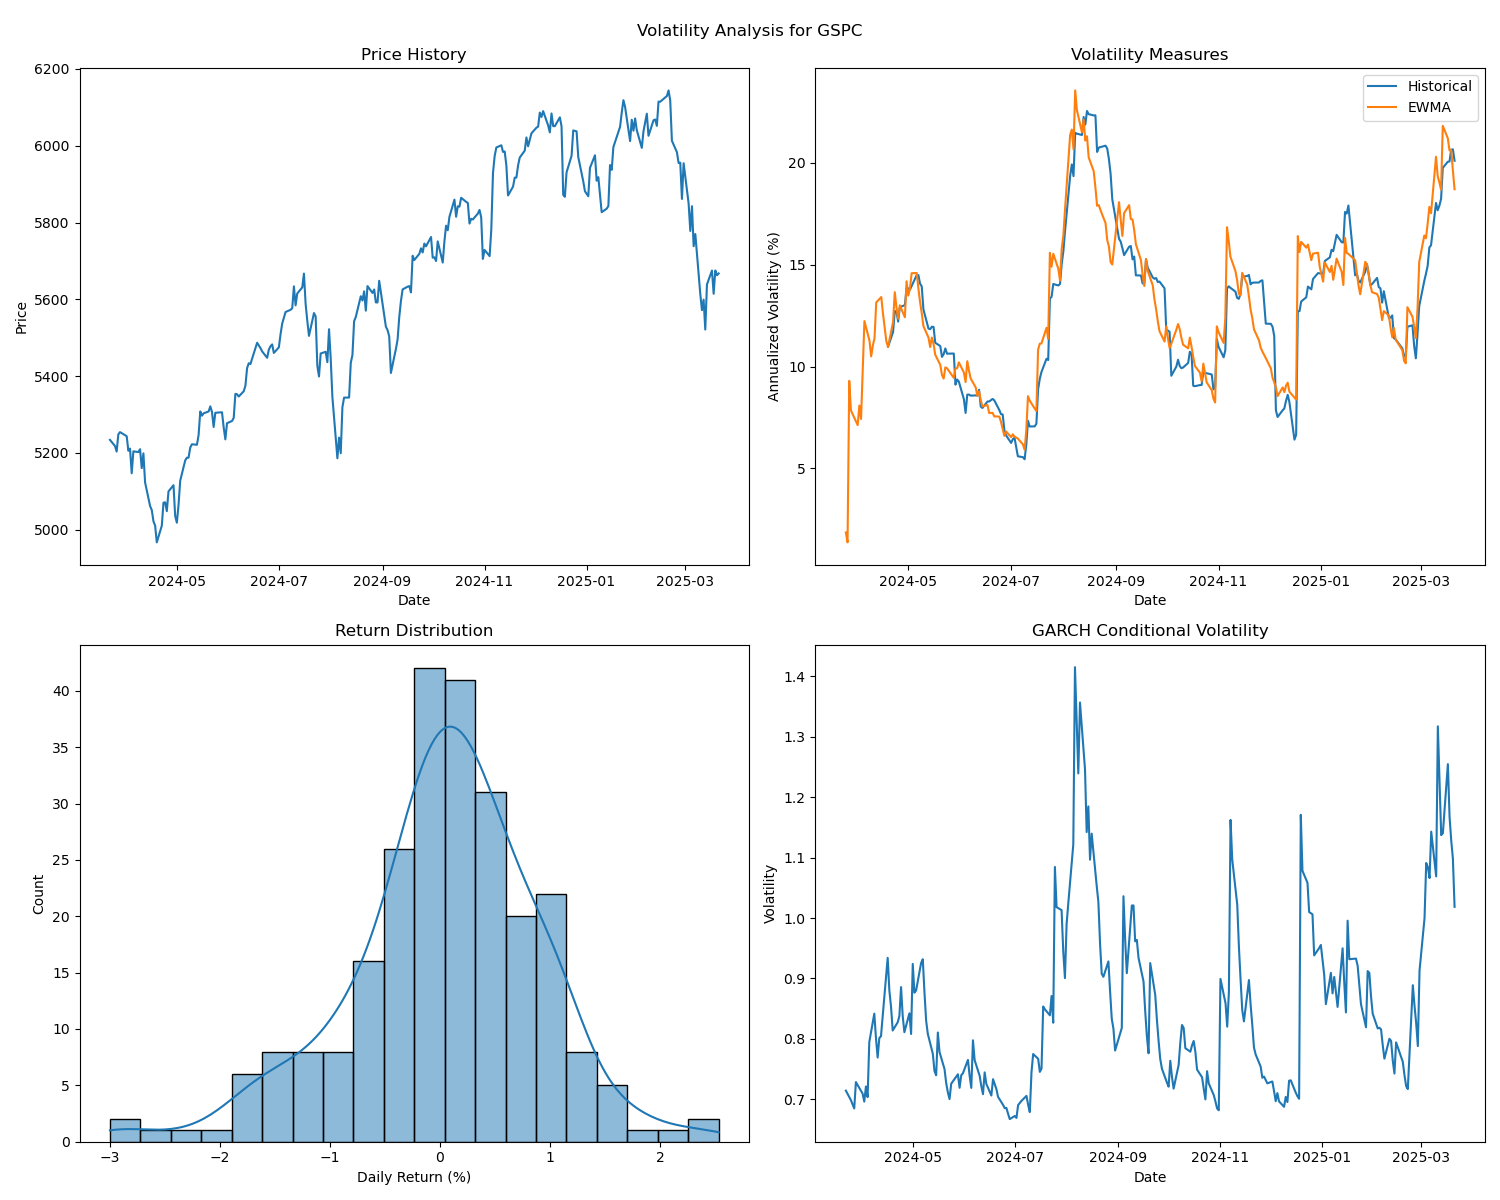 Volatility Analysis for GSPC
Price History
6200
6000
5800
5600
5400
5200
5000
Price
2024-05 2024-07 2024-09 2024-11 2025-01 2025-03
Date
Volatility Measures
Historical
EWMA
20
15
10
5
Annualized Volatility (%)
2024-05 2024-07 2024-09 2024-11 2025-01 2025-03
Date
Return Distribution
40
35
30
25
20
15
10
5
0
Count
−3 −2 −1 0 1 2
Daily Return (%)
GARCH Conditional Volatility
1.4
1.3
1.2
1.1
1.0
0.9
0.8
0.7
Volatility
2024-05 2024-07 2024-09 2024-11 2025-01 2025-03
Date